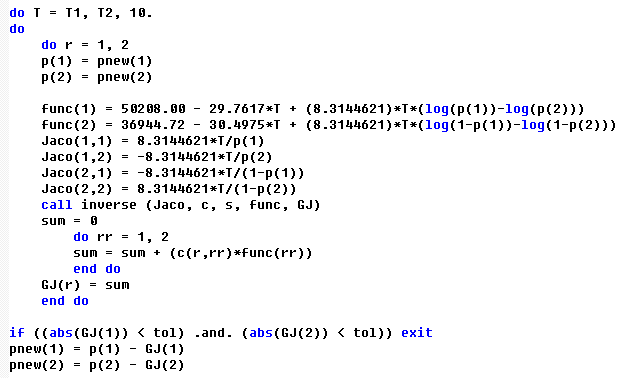 do T = T1, T2, 10.
do
do r = 1, 2
p(1) = pnew(1)
p(2) = pnew(2)
func(1) = 50208.00 - 29.7617*T + (8.3144621)*T*(log(p(1))-log(p(2)))
func(2) = 36944.72 - 30.4975*T + (8.3144621)*T*(log(1-p(1))-log(1-p(2)))
Jaco(1,1) = 8.3144621*T/p(1)
Jaco(1,2) = -8.3144621*T/p(2)
Jaco(2,1) = -8.3144621*T/(1-p(1))
Jaco(2,2) = 8.3144621*T/(1-p(2))
call inverse (Jaco, c, s, func, GJ)
sum = 0
do rr = 1, 2
sum = sum + (c(r,rr)*func(rr))
end do
GJ(r) = sum
end do
if ((abs(GJ(1)) < tol) .and. (abs(GJ(2)) < tol)) exit
pnew(1) = p(1) - GJ(1)
pnew(2) = p(2) - GJ(2)